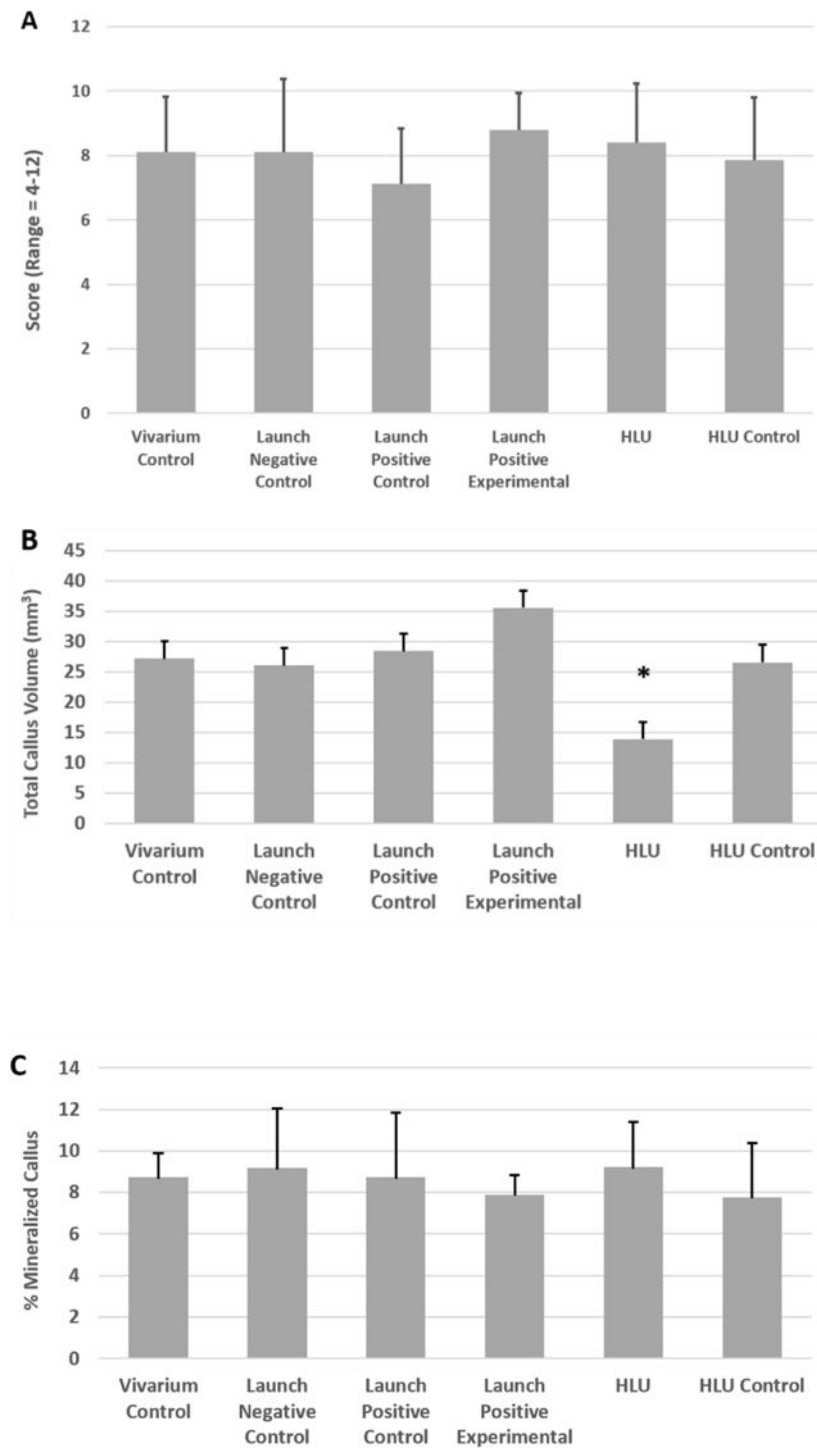 A
12
10
8
6
4
2
0
Score (Range = 4-12)
Vivarium
Control
Launch
Negative
Control
Launch
Positive
Control
Launch
Positive
Experimental
HLU
HLU Control
B
45
40
35
30
25
20
15
10
5
0
Total Callus Volume (mm³)
*
Vivarium
Control
Launch
Negative
Control
Launch
Positive
Control
Launch
Positive
Experimental
HLU
HLU Control
C
14
12
10
8
6
4
2
0
% Mineralized Callus
Vivarium
Control
Launch
Negative
Control
Launch
Positive
Control
Launch
Positive
Experimental
HLU
HLU Control